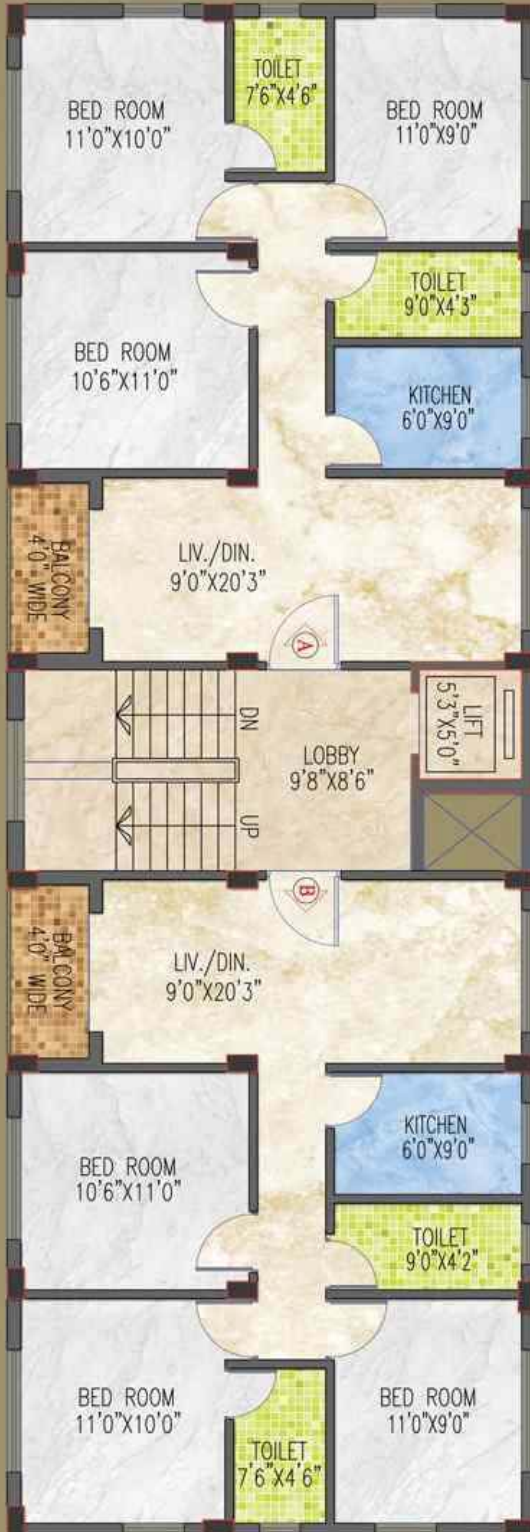 BED ROOM
11'0"X10'0"
TOILET
7'6"X4'6"
BED ROOM
11'0"X9'0"
TOILET
9'0"X4'3"
BED ROOM
10'6"X11'0"
KITCHEN
6'0"X9'0"
BALCONY
4'0" WIDE
LIV./DIN.
9'0"X20'3"
A
DN
UP
LOBBY
9'8"X8'6"
LIFT
5'3"X5'0"
B
BALCONY
4'0" WIDE
LIV./DIN.
9'0"X20'3"
KITCHEN
6'0"X9'0"
BED ROOM
10'6"X11'0"
TOILET
9'0"X4'2"
BED ROOM
11'0"X10'0"
TOILET
7'6"X4'6"
BED ROOM
11'0"X9'0"